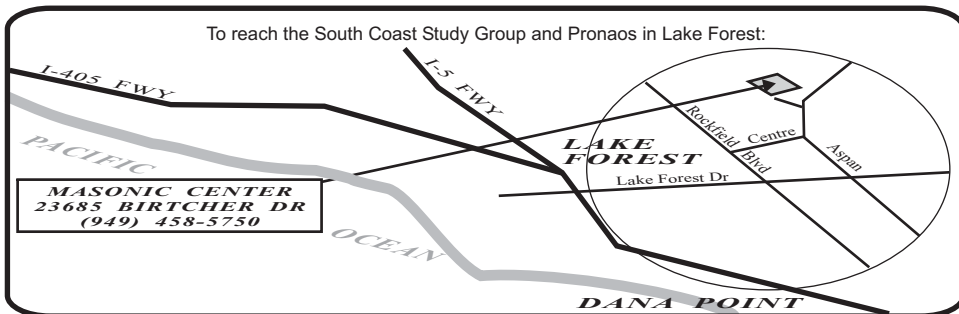 To reach the South Coast Study Group and Pronaos in Lake Forest:
I-405 FWY
I-5 FWY
PACIFIC
OCEAN
MASONIC CENTER
23685 BIRTCHER DR
(949) 458-5750
LAKE
FOREST
Rockfield
Blvd
Centre
Aspan
Lake Forest Dr
DANA POINT